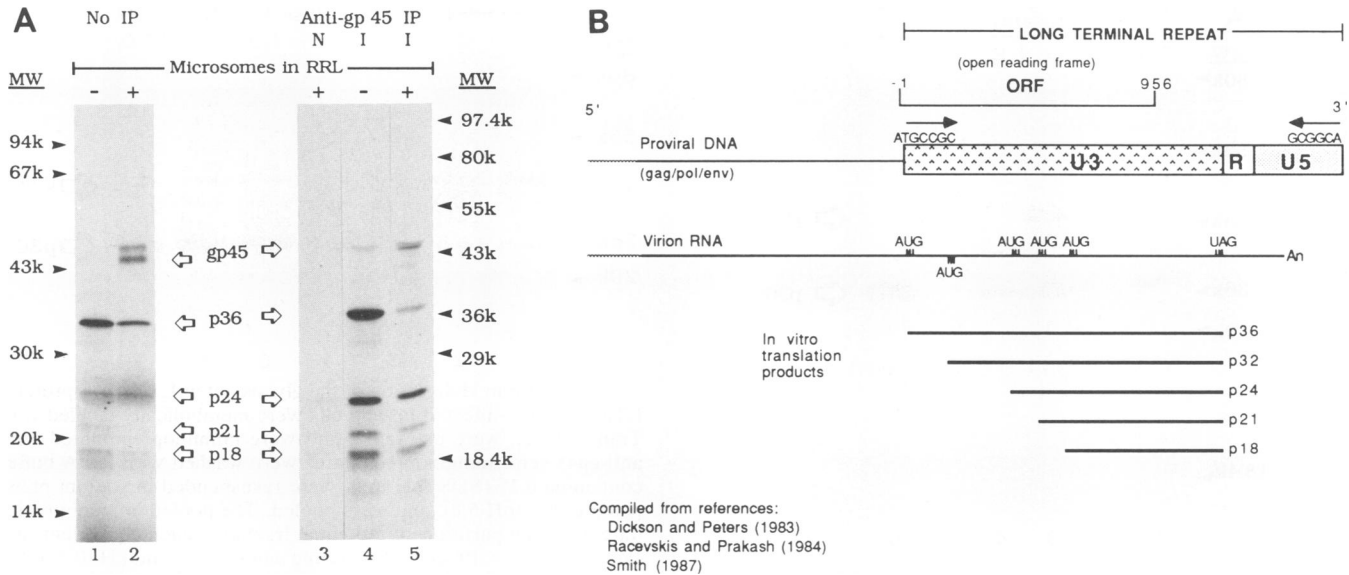 A
No IP
Anti-gp 45 IP
N I I
MW
Microsomes in RRL
MW
- + + - +
94k
67k
43k
30k
20k
14k
gp45
p36
p24
p21
p18
97.4k
80k
55k
43k
36k
29k
18.4k
1 2 3 4 5
B
LONG TERMINAL REPEAT
(open reading frame)
-1 ORF 956
5' 3'
ATGCCGC GCGGCA
Proviral DNA
(gag/pol/env)
U3 R U5
Virion RNA
AUG AUG AUG AUG UAG
An
AUG
In vitro
translation
products
p36
p32
p24
p21
p18
Compiled from references:
Dickson and Peters (1983)
Racevskis and Prakash (1984)
Smith (1987)